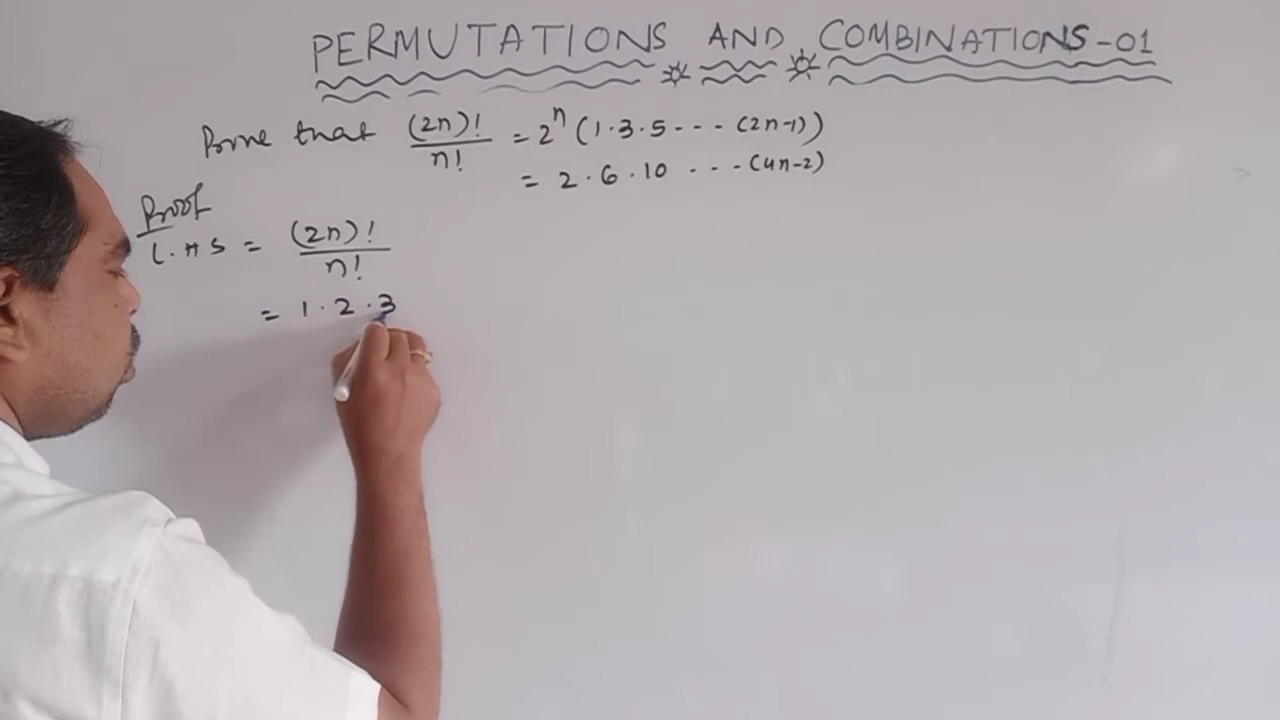 PERMUTATIONS AND COMBINATIONS-01
Prove that (2n)!/n! = 2^n (1·3·5--- (2n-1))
= 2·6·10 ---(4n-2)
Proof
L.HS = (2n)!/n!
= 1·2·3